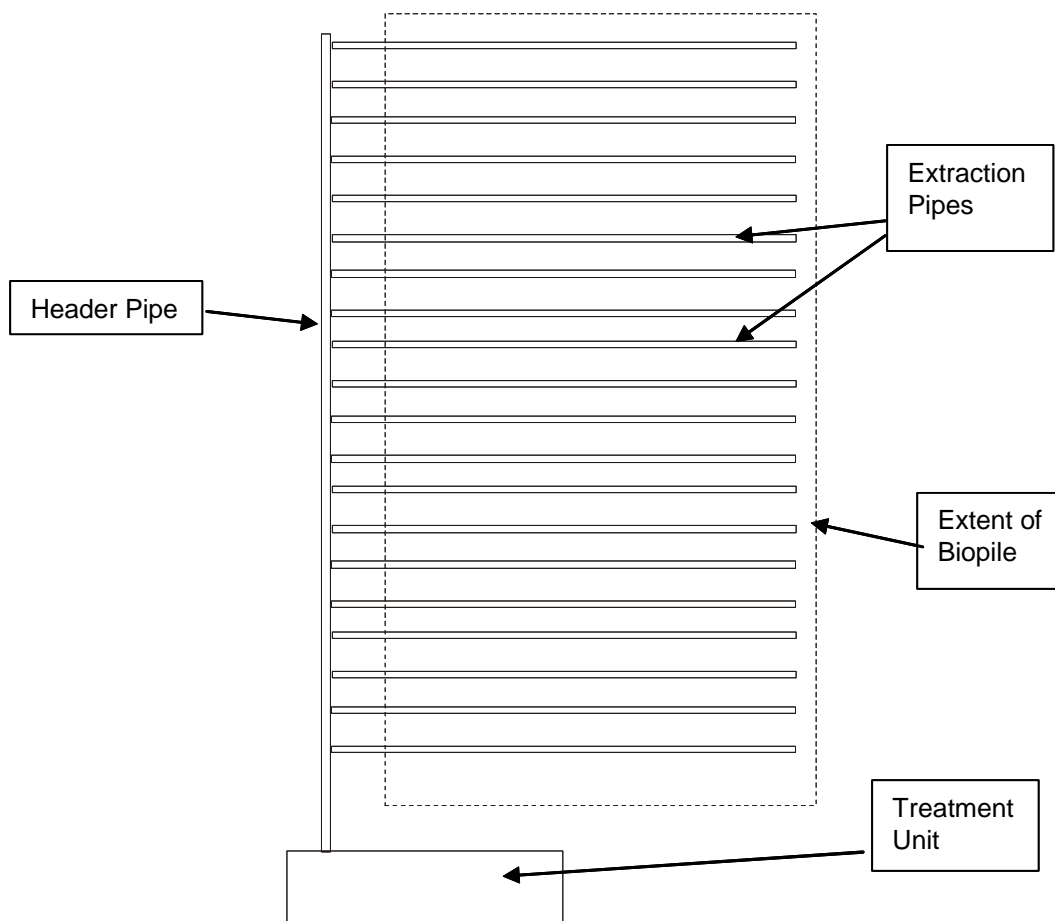 Extraction
Pipes
Header Pipe
Extent of
Biopile
Treatment
Unit